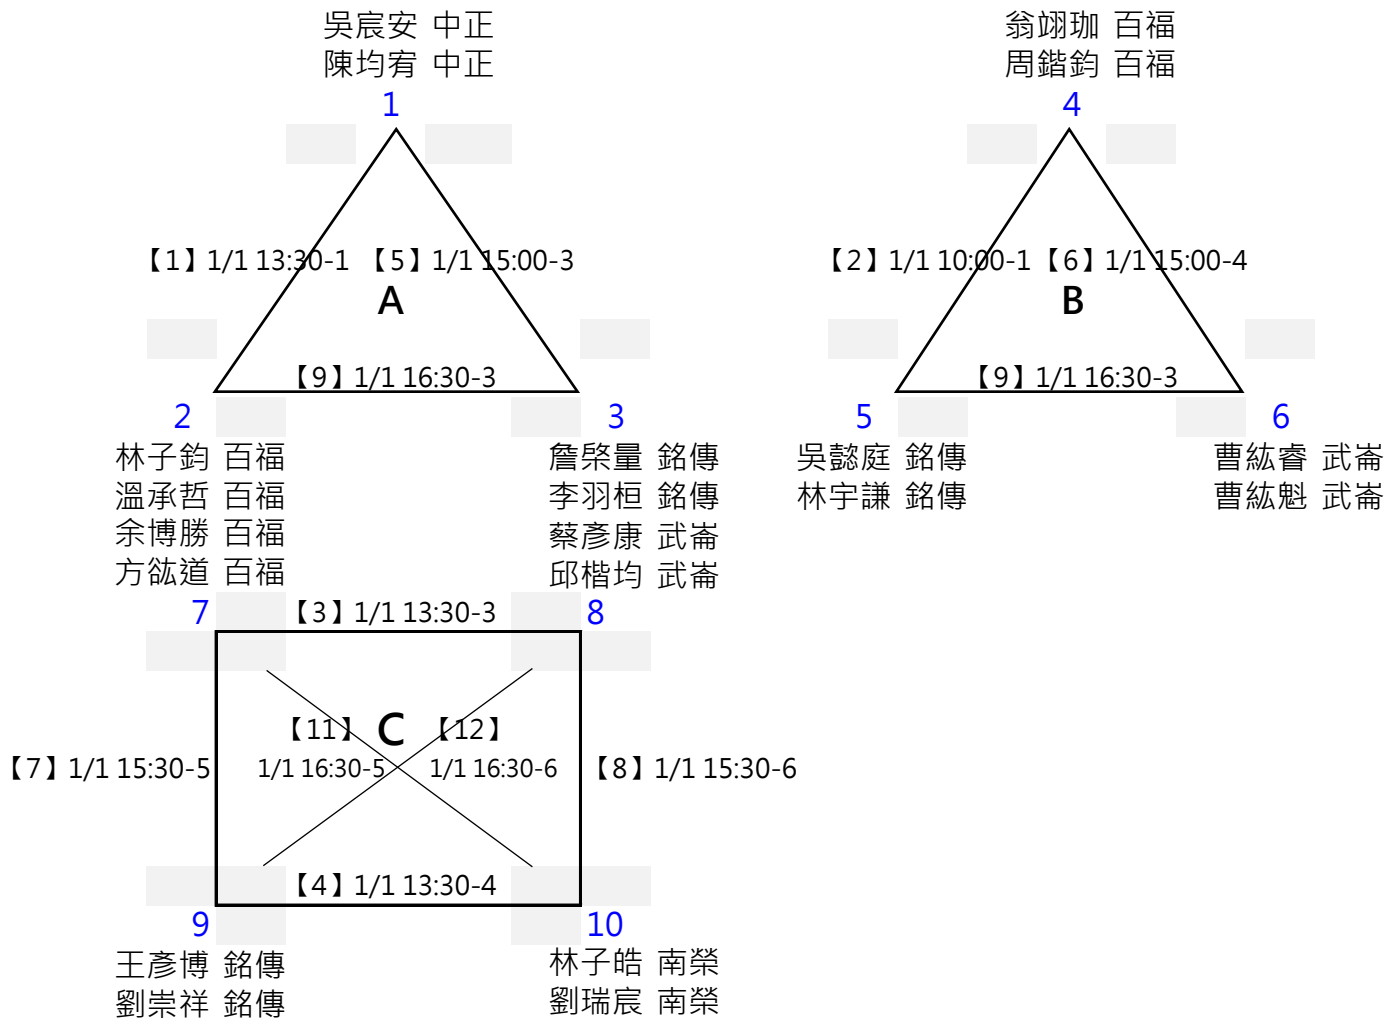 吳宸安 中正
陳均宥 中正
1
翁翊珈 百福
周鍇鈞 百福
4
【1】1/1 13:30-1
【5】1/1 15:00-3
A
【9】1/1 16:30-3
【2】1/1 10:00-1
【6】1/1 15:00-4
B
【9】1/1 16:30-3
2
林子鈞 百福
溫承哲 百福
3
詹棨量 銘傳
李羽桓 銘傳
5
吳懿庭 銘傳
林宇謙 銘傳
6
曹紘睿 武崙
曹紘魁 武崙
余博勝 百福
方谹道 百福
7
蔡彥康 武崙
邱楷均 武崙
8
【3】1/1 13:30-3
【11】
C
【12】
【7】1/1 15:30-5
1/1 16:30-5
1/1 16:30-6
【8】1/1 15:30-6
【4】1/1 13:30-4
9
王彥博 銘傳
劉崇祥 銘傳
10
林子皓 南榮
劉瑞宸 南榮